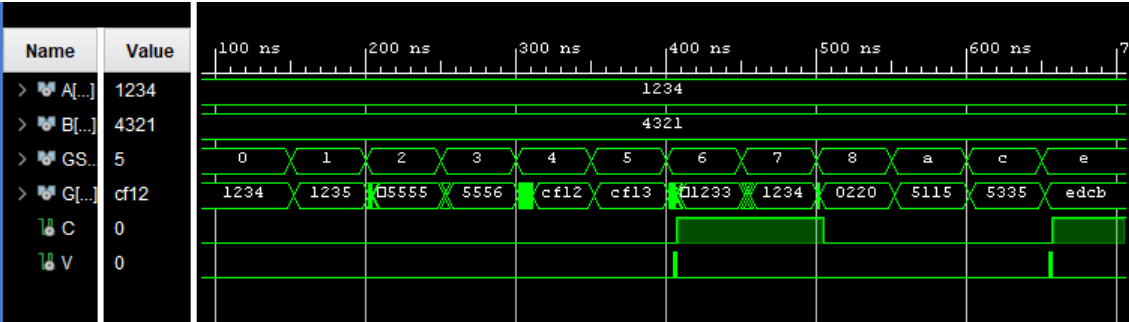 Name Value 100 ns 200 ns 300 ns 400 ns 500 ns 600 ns 7
> A[...] 1234 1234
> B[...] 4321 4321
> GS... 5 0 1 2 3 4 5 6 7 8 a c e
> G[...] cf12 1234 1235 5555 5556 cf12 cf13 1233 1234 0220 5115 5335 edcb
C 0
V 0